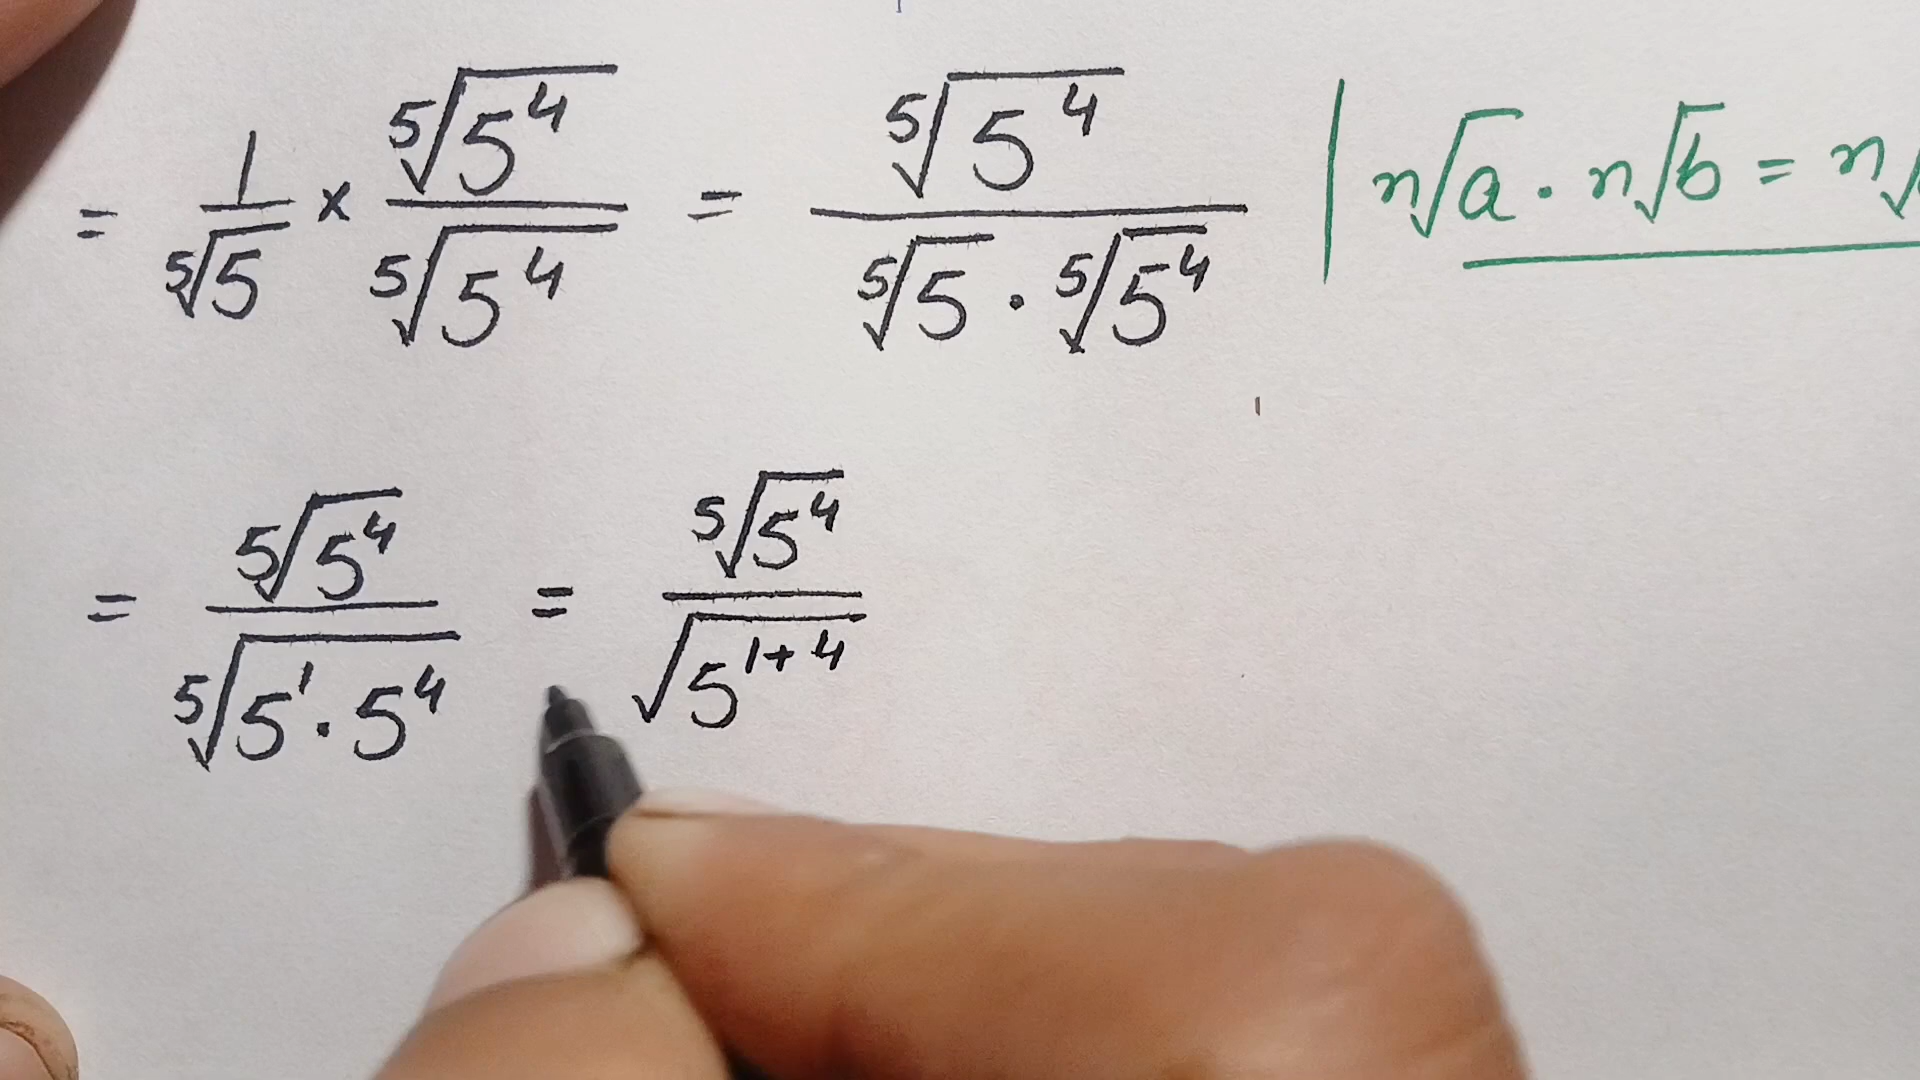 = 1/⁵√5 × ⁵√5⁴/⁵√5⁴ = ⁵√5⁴/⁵√5 · ⁵√5⁴ | n√a · n√b = n√
= ⁵√5⁴/⁵√5¹ · 5⁴ = ⁵√5⁴/√5¹⁺⁴